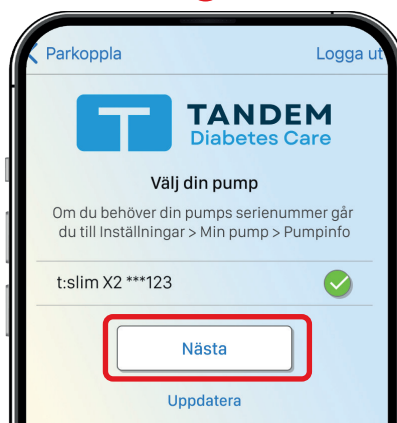 Parkoppla Logga ut
TANDEM
Diabetes Care
Välj din pump
Om du behöver din pumps serienummer går
du till Inställningar > Min pump > Pumpinfo
t:slim X2 ***123
Nästa
Uppdatera